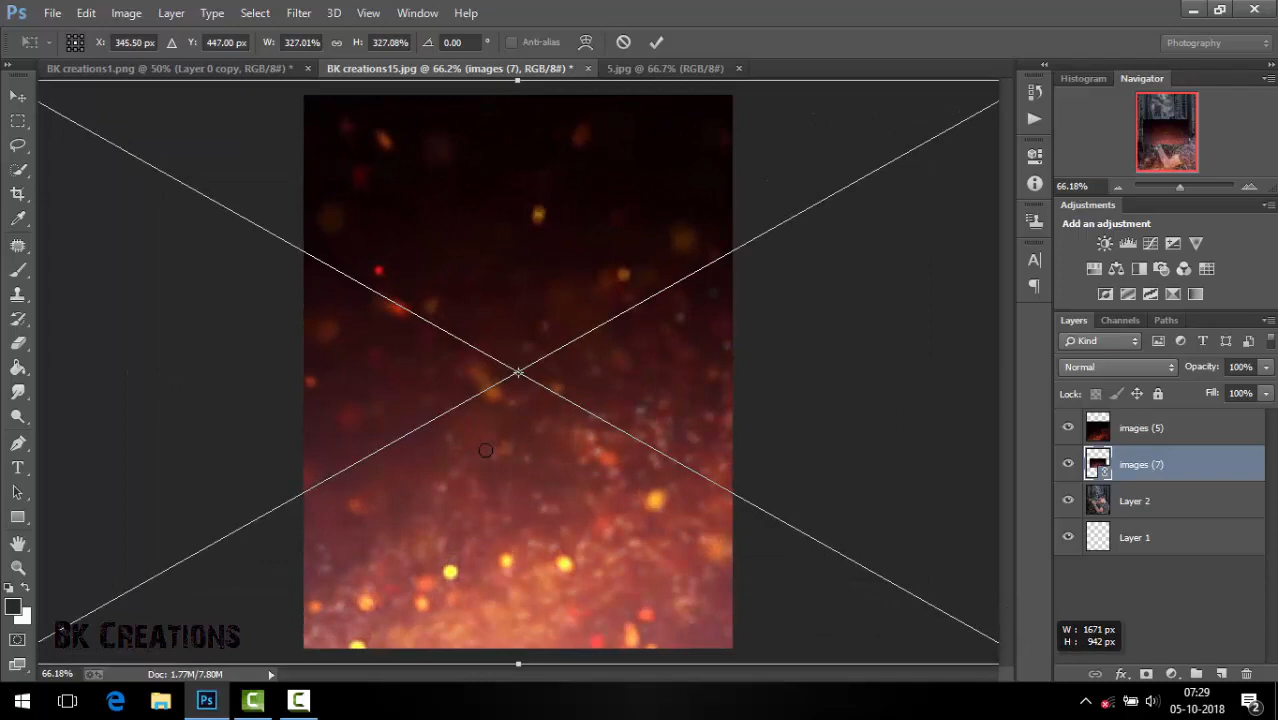 Ps File Edit Image Layer Type Select Filter 3D View Window Help
X: 345.50 px Y: 447.00 px W: 327.01% H: 327.08% 0.00 ° Anti-alias Photography
BK creations1.png @ 50% (Layer 0 copy, RGB/8#) * × BK creations15.jpg @ 66.2% (images (7), RGB/8#) * × 5.jpg @ 66.7% (RGB/8#) ×
Histogram Navigator
66.18%
Adjustments
Add an adjustment
Layers Channels Paths
Kind
Normal Opacity: 100%
Lock: Fill: 100%
images (5)
images (7)
Layer 2
Layer 1
W: 1671 px
H: 942 px
BK Creations
66.18% Doc: 1.77M/7.80M
07:29
05-10-2018
2